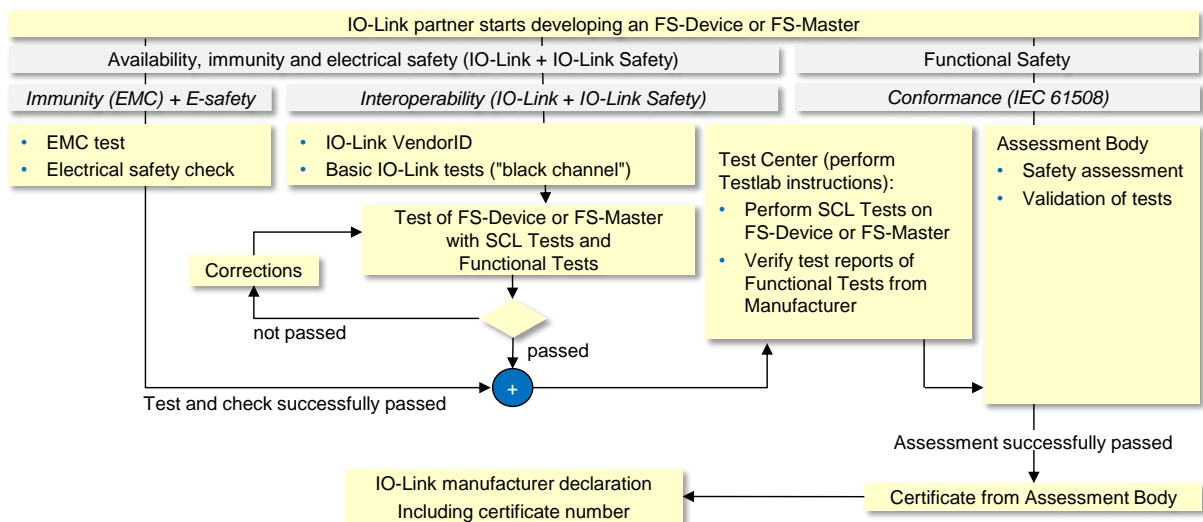 IO-Link partner starts developing an FS-Device or FS-Master
Availability, immunity and electrical safety (IO-Link + IO-Link Safety)
Functional Safety
Immunity (EMC) + E-safety
Interoperability (IO-Link + IO-Link Safety)
Conformance (IEC 61508)
• EMC test
• Electrical safety check
• IO-Link VendorID
• Basic IO-Link tests ("black channel")
Test of FS-Device or FS-Master
with SCL Tests and
Functional Tests
Corrections
not passed
passed
+
Test and check successfully passed
Test Center (perform
Testlab instructions):
• Perform SCL Tests on
FS-Device or FS-Master
• Verify test reports of
Functional Tests from
Manufacturer
Assessment Body
• Safety assessment
• Validation of tests
Assessment successfully passed
Certificate from Assessment Body
IO-Link manufacturer declaration
Including certificate number